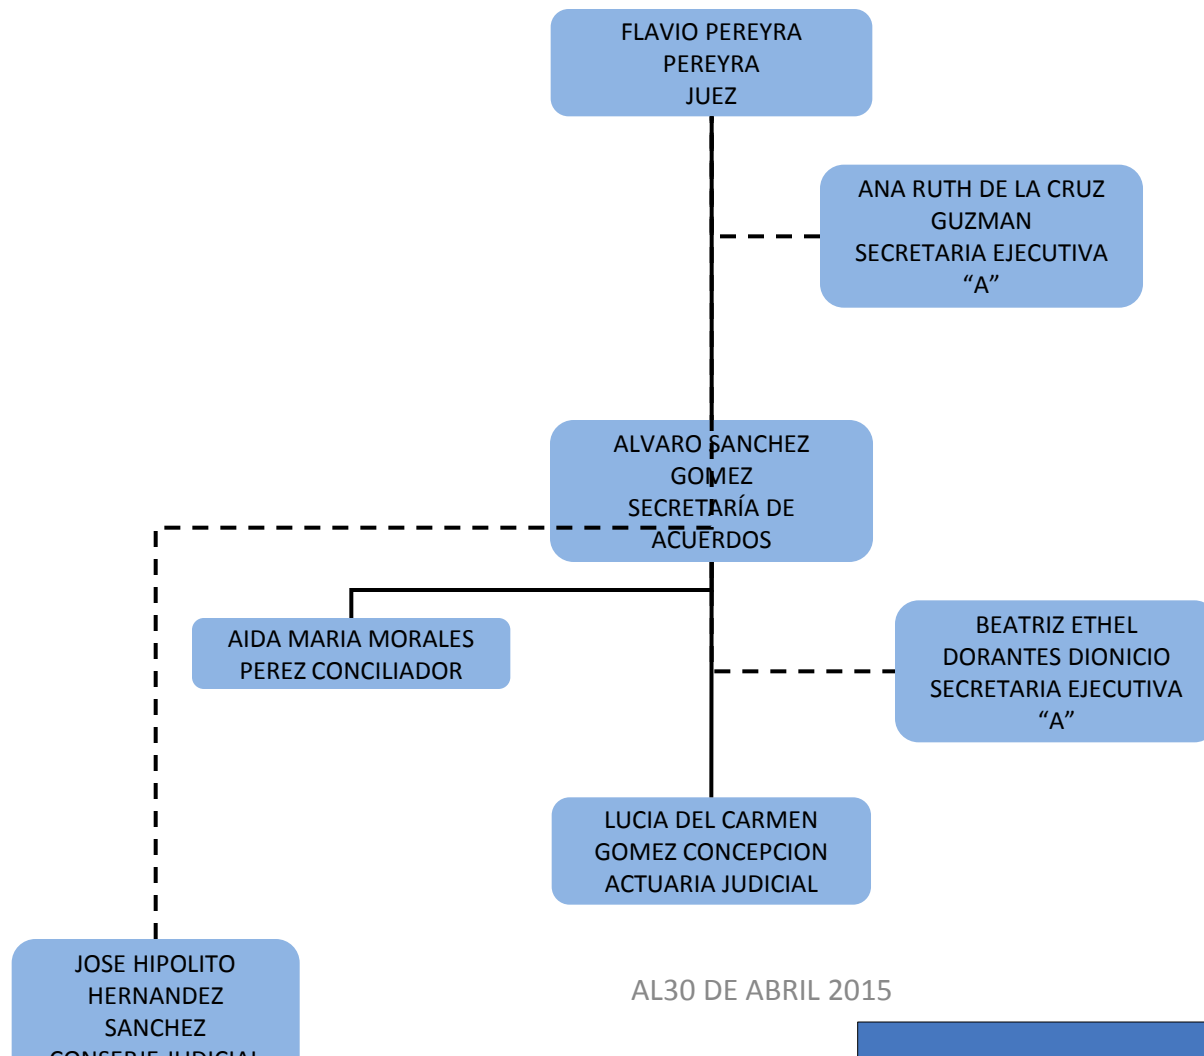 FLAVIO PEREYRA
PEREYRA
JUEZ
ANA RUTH DE LA CRUZ
GUZMAN
SECRETARIA EJECUTIVA
“A”
ALVARO SANCHEZ
GOMEZ
SECRETARÍA DE
ACUERDOS
AIDA MARIA MORALES
PEREZ CONCILIADOR
BEATRIZ ETHEL
DORANTES DIONICIO
SECRETARIA EJECUTIVA
“A”
LUCIA DEL CARMEN
GOMEZ CONCEPCION
ACTUARIA JUDICIAL
JOSE HIPOLITO
HERNANDEZ
SANCHEZ
CONSERJE JUDICIAL
AL30 DE ABRIL 2015